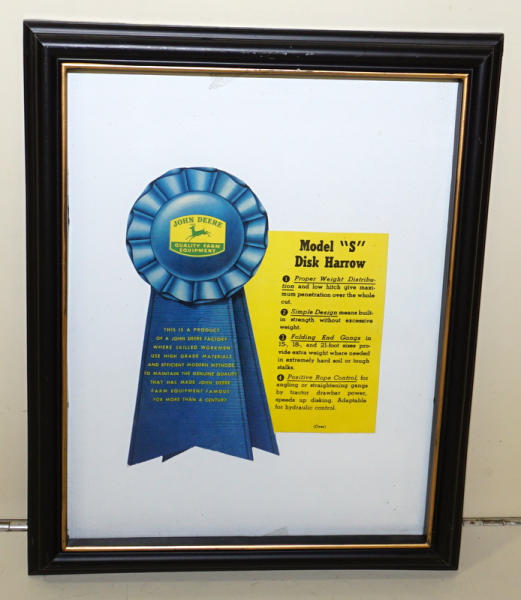 JOHN DEERE
QUALITY FARM
EQUIPMENT
THIS IS A PRODUCT
OF A JOHN DEERE FACTORY
WHERE SKILLED WORKMEN
USE HIGH GRADE MATERIALS
AND EFFICIENT MODERN METHODS
TO MAINTAIN THE GENUINE QUALITY
THAT HAS MADE JOHN DEERE
FARM EQUIPMENT FAMOUS
FOR MORE THAN A CENTURY
Model "S"
Disk Harrow
1 Proper Weight Distribu-
tion and low hitch give maxi-
mum penetration over the whole
cut.
2 Simple Design means built-
in strength without excessive
weight.
3 Folding End Gangs in
15-, 18-, and 21-foot sizes pro-
vide extra weight where needed
in extremely hard soil or tough
stalks.
4 Positive Rope Control, for
angling or straightening gangs
by tractor drawbar power,
speeds up disking. Adaptable
for hydraulic control.
(Over)